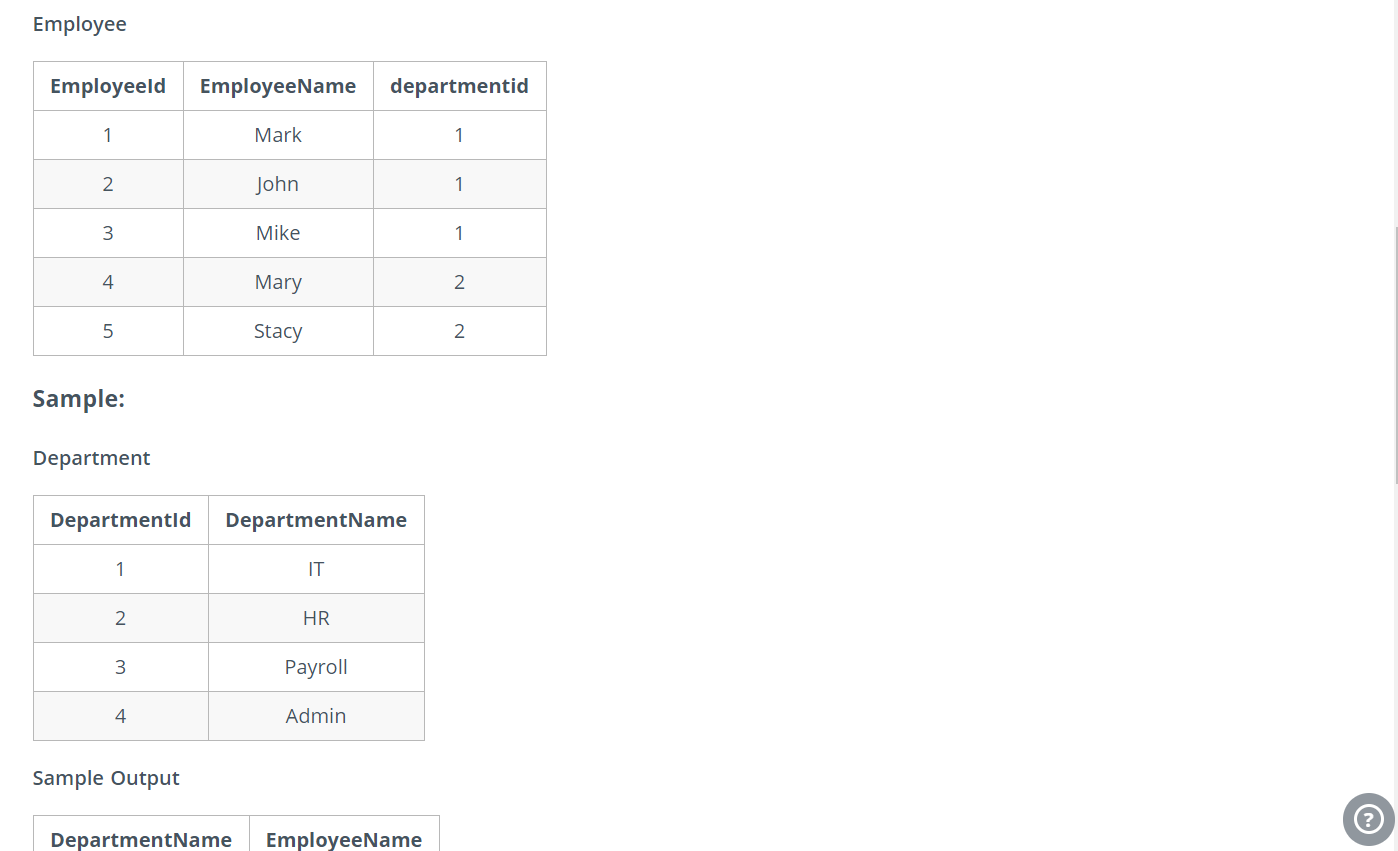 Employee
EmployeeId EmployeeName departmentid
1 Mark 1
2 John 1
3 Mike 1
4 Mary 2
5 Stacy 2
Sample:
Department
DepartmentId DepartmentName
1 IT
2 HR
3 Payroll
4 Admin
Sample Output
DepartmentName EmployeeName
?